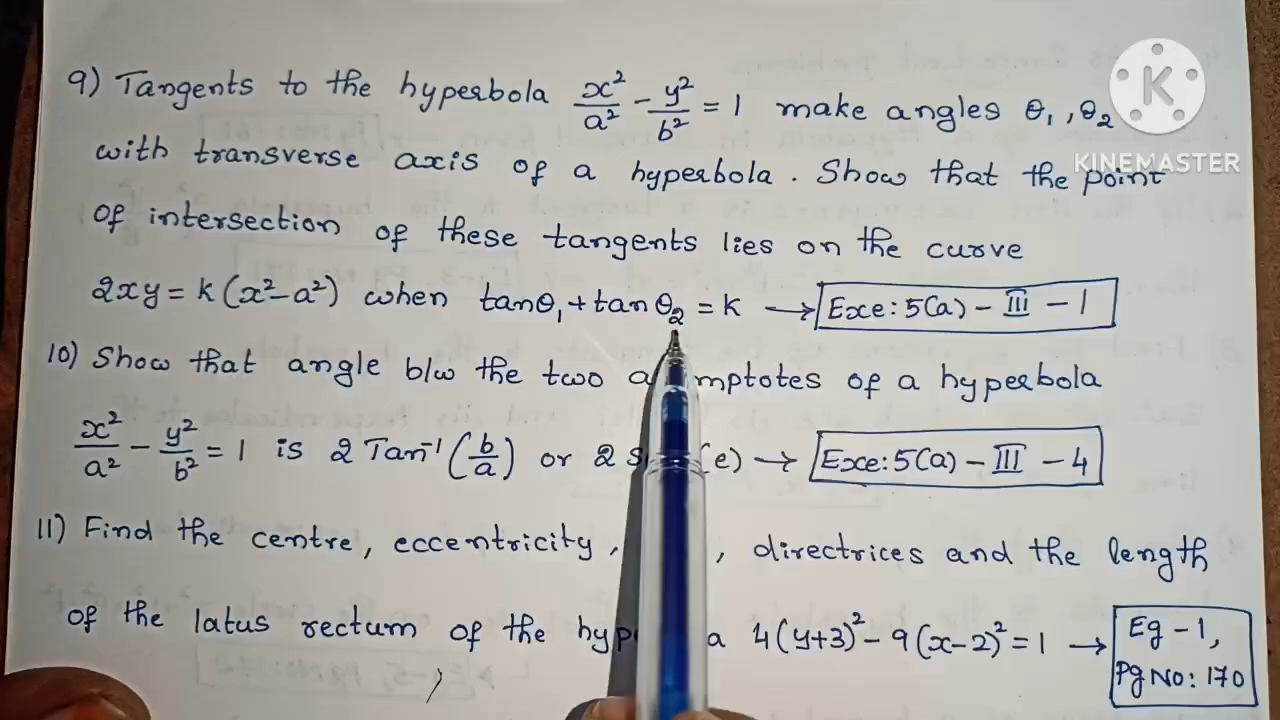 9) Tangents to the hyperbola x²/a² - y²/b² = 1 make angles θ₁, θ₂
with transverse axis of a hyperbola. Show that the point
of intersection of these tangents lies on the curve
2xy = k(x²-a²) when tanθ₁ + tanθ₂ = k → Exe: 5(a) - III - 1
10) Show that angle b/w the two a mptotes of a hyperbola
x²/a² - y²/b² = 1 is 2 Tan⁻¹(b/a) or 2 S (e) → Exe: 5(a) - III - 4
11) Find the centre, eccentricity, , directrices and the length
of the latus rectum of the hype a 4(y+3)² - 9(x-2)² = 1 → Eg-1,
Pg No: 170
K
KINEMASTER